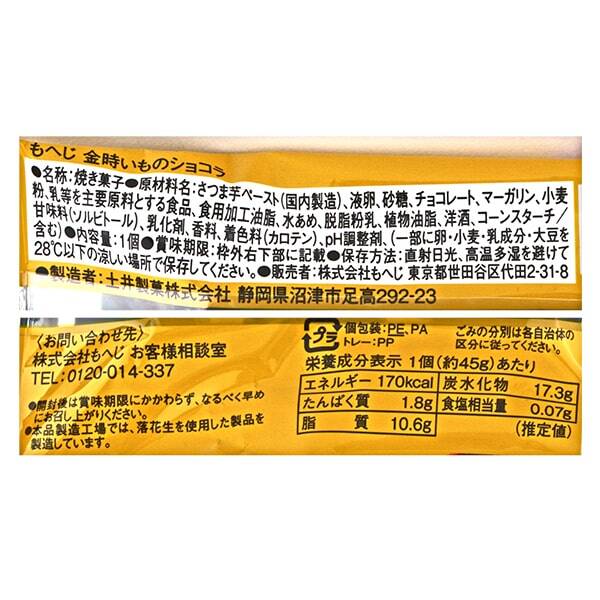 もへじ 金時いものショコラ
●名称:焼き菓子●原材料名:さつま芋ペースト(国内製造)、液卵、砂糖、チョコレート、マーガリン、小麦
粉、乳等を主要原料とする食品、食用加工油脂、水あめ、脱脂粉乳、植物油脂、洋酒、コーンスターチ/
甘味料(ソルビトール)、乳化剤、香料、着色料(カロテン)、pH調整剤、(一部に卵・小麦・乳成分・大豆を
含む)●内容量:1個●賞味期限:枠外右下部に記載●保存方法:直射日光、高温多湿を避けて
28℃以下の涼しい場所で保存してください。●販売者:株式会社もへじ 東京都世田谷区代田2-31-8
●製造者:土井製菓株式会社 静岡県沼津市足高292-23
〈お問い合わせ先〉
株式会社もへじ お客様相談室
TEL:0120-014-337
●開封後は賞味期限にかかわらず、なるべく早め
にお召し上がりください。
●本品製造工場では、落花生を使用した製品を
製造しています。
プラ
個包装:PE,PA
トレー:PP
ごみの分別は各自治体の
区分に従ってください。
栄養成分表示 1個(約45g)あたり
エネルギー 170kcal
たんぱく質 1.8g
脂質 10.6g
炭水化物 17.3g
食塩相当量 0.07g
(推定値)